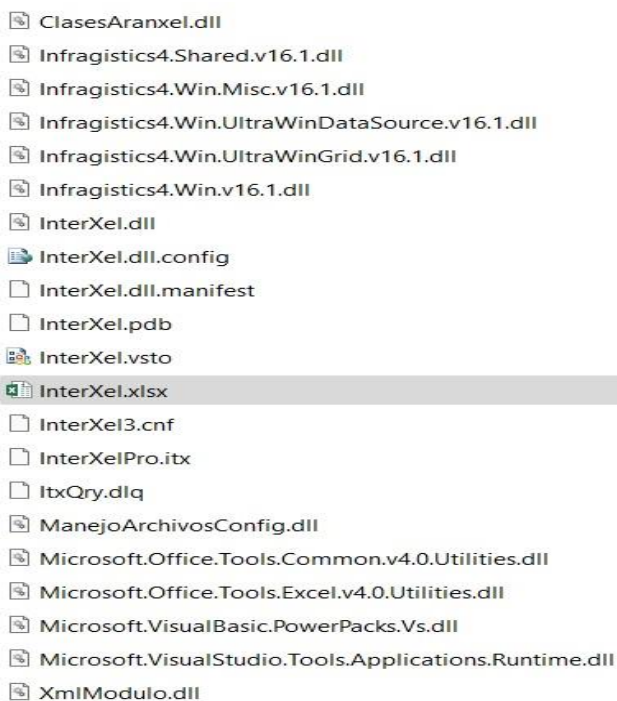 ClasesAranxel.dll
Infragistics4.Shared.v16.1.dll
Infragistics4.Win.Misc.v16.1.dll
Infragistics4.Win.UltraWinDataSource.v16.1.dll
Infragistics4.Win.UltraWinGrid.v16.1.dll
Infragistics4.Win.v16.1.dll
InterXel.dll
InterXel.dll.config
InterXel.dll.manifest
InterXel.pdb
InterXel.vsto
InterXel.xlsx
InterXel3.cnf
InterXelPro.itx
ItxQry.dlq
ManejoArchivosConfig.dll
Microsoft.Office.Tools.Common.v4.0.Utilities.dll
Microsoft.Office.Tools.Excel.v4.0.Utilities.dll
Microsoft.VisualBasic.PowerPacks.Vs.dll
Microsoft.VisualStudio.Tools.Applications.Runtime.dll
XmlModulo.dll